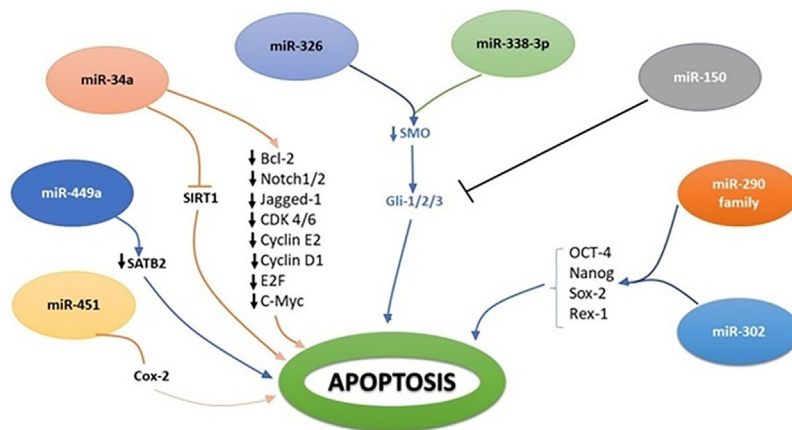 miR-326
miR-338-3p
miR-34a
miR-150
SMO
Bcl-2
Notch1/2
Jagged-1
CDK 4/6
Cyclin E2
Cyclin D1
E2F
C-Myc
miR-449a
SIRT1
Gli-1/2/3
miR-290
family
SATB2
OCT-4
Nanog
Sox-2
Rex-1
miR-451
miR-302
Cox-2
APOPTOSIS